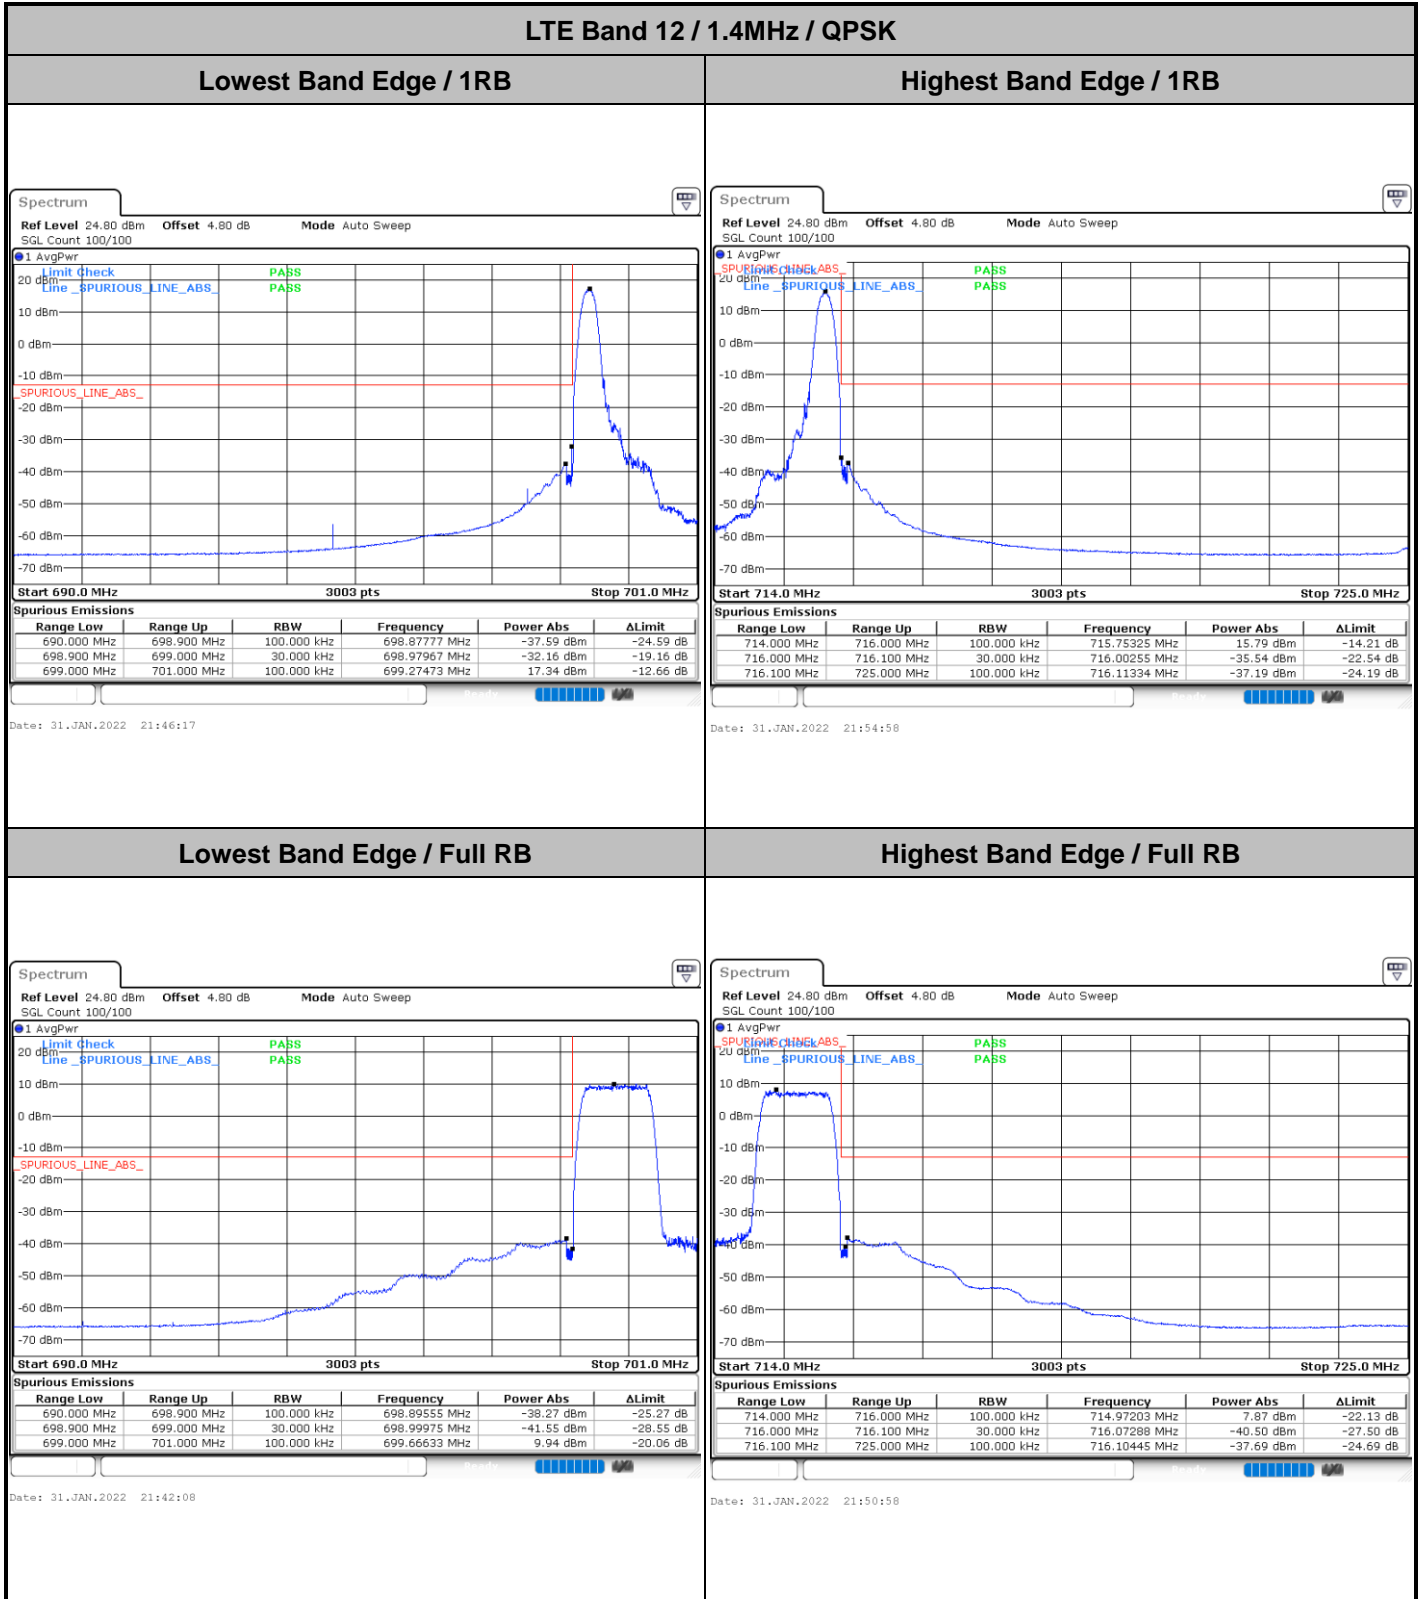 LTE Band 12 / 1.4MHz / QPSK
Lowest Band Edge / 1RB
Highest Band Edge / 1RB
Spectrum
Ref Level 24.80 dBm Offset 4.80 dB Mode Auto Sweep
SGL Count 100/100
1 AvgPwr
Limit Check PASS
20 dBm
Line _SPURIOUS_LINE_ABS_ PASS
10 dBm
0 dBm
-10 dBm
_SPURIOUS_LINE_ABS_
-20 dBm
-30 dBm
-40 dBm
-50 dBm
-60 dBm
-70 dBm
Start 690.0 MHz 3003 pts Stop 701.0 MHz
Spurious Emissions
Range Low Range Up RBW Frequency Power Abs ΔLimit
690.000 MHz 698.900 MHz 100.000 kHz 698.87777 MHz -37.59 dBm -24.59 dB
698.900 MHz 699.000 MHz 30.000 kHz 698.97967 MHz -32.16 dBm -19.16 dB
699.000 MHz 701.000 MHz 100.000 kHz 699.27473 MHz 17.34 dBm -12.66 dB
Ready
Date: 31.JAN.2022 21:46:17
Spectrum
Ref Level 24.80 dBm Offset 4.80 dB Mode Auto Sweep
SGL Count 100/100
1 AvgPwr
_SPURIOUS_LINE_ABS_
Limit Check PASS
20 dBm
Line _SPURIOUS_LINE_ABS_ PASS
10 dBm
0 dBm
-10 dBm
-20 dBm
-30 dBm
-40 dBm
-50 dBm
-60 dBm
-70 dBm
Start 714.0 MHz 3003 pts Stop 725.0 MHz
Spurious Emissions
Range Low Range Up RBW Frequency Power Abs ΔLimit
714.000 MHz 716.000 MHz 100.000 kHz 715.75325 MHz 15.79 dBm -14.21 dB
716.000 MHz 716.100 MHz 30.000 kHz 716.00255 MHz -35.54 dBm -22.54 dB
716.100 MHz 725.000 MHz 100.000 kHz 716.11334 MHz -37.19 dBm -24.19 dB
Ready
Date: 31.JAN.2022 21:54:58
Lowest Band Edge / Full RB
Highest Band Edge / Full RB
Spectrum
Ref Level 24.80 dBm Offset 4.80 dB Mode Auto Sweep
SGL Count 100/100
1 AvgPwr
Limit Check PASS
20 dBm
Line _SPURIOUS_LINE_ABS_ PASS
10 dBm
0 dBm
-10 dBm
_SPURIOUS_LINE_ABS_
-20 dBm
-30 dBm
-40 dBm
-50 dBm
-60 dBm
-70 dBm
Start 690.0 MHz 3003 pts Stop 701.0 MHz
Spurious Emissions
Range Low Range Up RBW Frequency Power Abs ΔLimit
690.000 MHz 698.900 MHz 100.000 kHz 698.89555 MHz -38.27 dBm -25.27 dB
698.900 MHz 699.000 MHz 30.000 kHz 698.99975 MHz -41.55 dBm -28.55 dB
699.000 MHz 701.000 MHz 100.000 kHz 699.66633 MHz 9.94 dBm -20.06 dB
Ready
Date: 31.JAN.2022 21:42:08
Spectrum
Ref Level 24.80 dBm Offset 4.80 dB Mode Auto Sweep
SGL Count 100/100
1 AvgPwr
_SPURIOUS_LINE_ABS_
Limit Check PASS
20 dBm
Line _SPURIOUS_LINE_ABS_ PASS
10 dBm
0 dBm
-10 dBm
-20 dBm
-30 dBm
-40 dBm
-50 dBm
-60 dBm
-70 dBm
Start 714.0 MHz 3003 pts Stop 725.0 MHz
Spurious Emissions
Range Low Range Up RBW Frequency Power Abs ΔLimit
714.000 MHz 716.000 MHz 100.000 kHz 714.97203 MHz 7.87 dBm -22.13 dB
716.000 MHz 716.100 MHz 30.000 kHz 716.07288 MHz -40.50 dBm -27.50 dB
716.100 MHz 725.000 MHz 100.000 kHz 716.10445 MHz -37.69 dBm -24.69 dB
Ready
Date: 31.JAN.2022 21:50:58